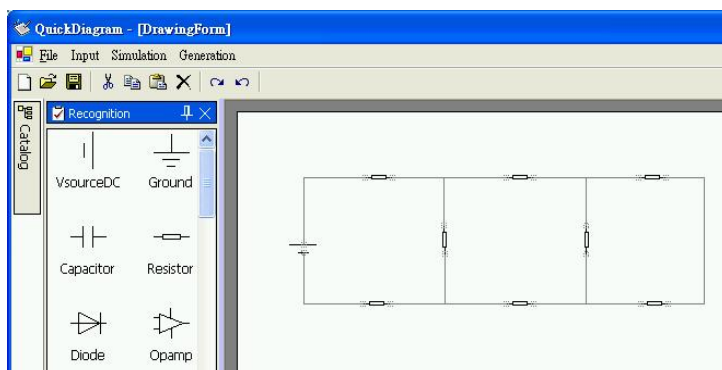 QuickDiagram - [DrawingForm]
File Input Simulation Generation
Catalog
Recognition
VsourceDC Ground
Capacitor Resistor
Diode Opamp